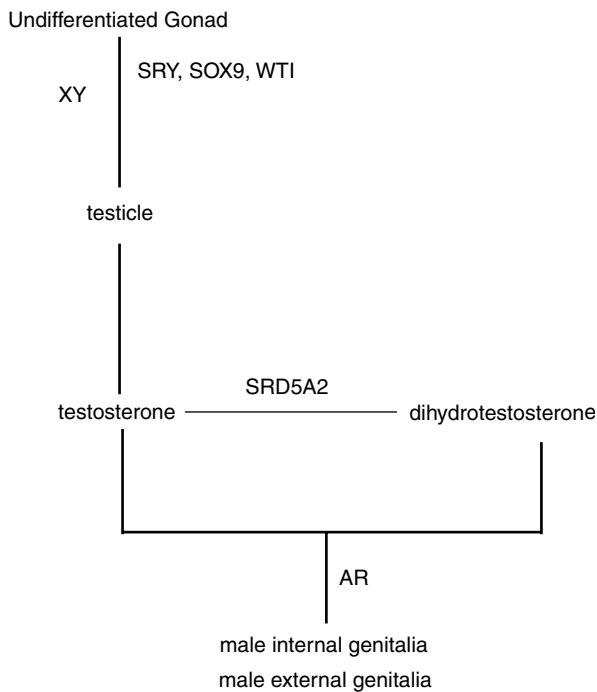 Undifferentiated Gonad
SRY, SOX9, WTI
XY
testicle
SRD5A2
testosterone
dihydrotestosterone
AR
male internal genitalia
male external genitalia